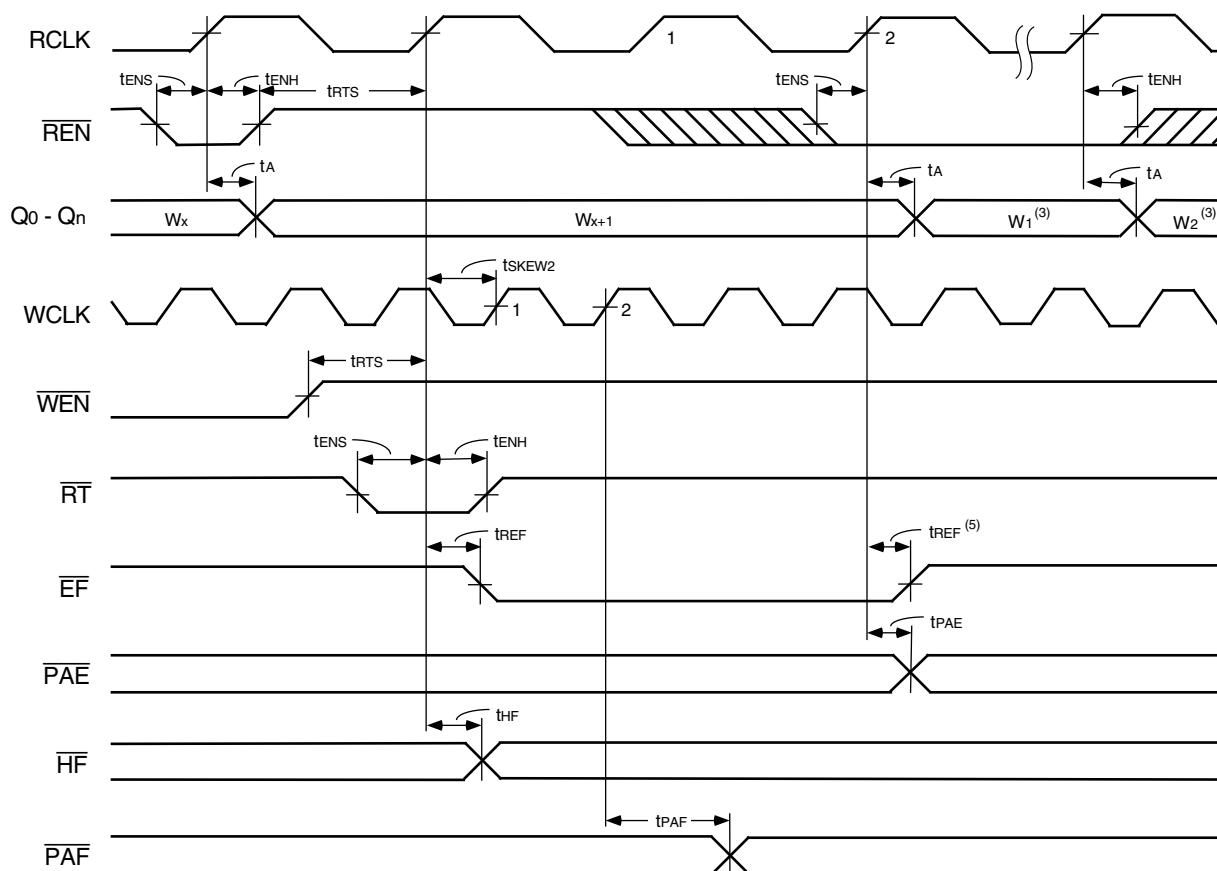 RCLK 1 2
tENS tENH tRTS tENS tENH
REN
tA tA tA
Q0 - Qn Wx Wx+1 W1(3) W2(3)
tSKEW2
WCLK 1 2
tRTS
WEN
tENS tENH
RT
tREF tREF(5)
EF
tPAE
PAE
tHF
HF
tPAF
PAF